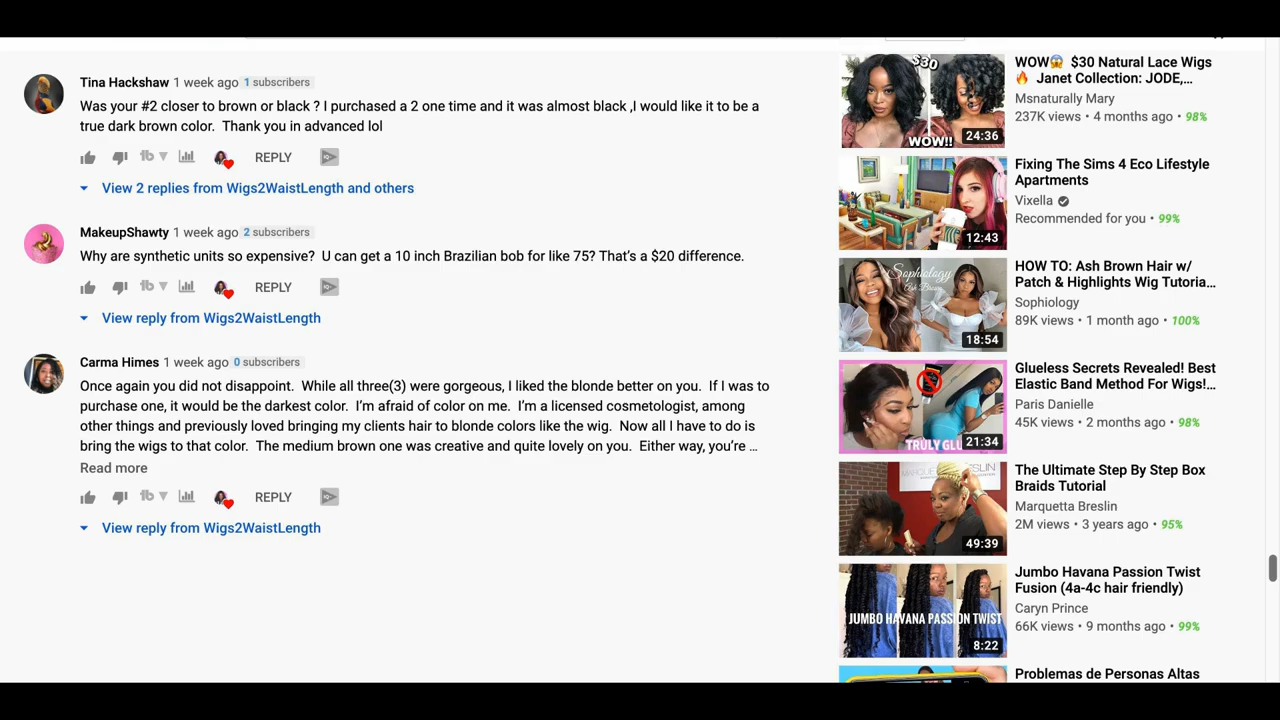 Tina Hackshaw 1 week ago 1 subscribers
Was your #2 closer to brown or black ? I purchased a 2 one time and it was almost black ,I would like it to be a
true dark brown color. Thank you in advanced lol
REPLY
View 2 replies from Wigs2WaistLength and others
MakeupShawty 1 week ago 2 subscribers
Why are synthetic units so expensive? U can get a 10 inch Brazilian bob for like 75? That's a $20 difference.
REPLY
View reply from Wigs2WaistLength
Carma Himes 1 week ago 0 subscribers
Once again you did not disappoint. While all three(3) were gorgeous, I liked the blonde better on you. If I was to
purchase one, it would be the darkest color. I'm afraid of color on me. I'm a licensed cosmetologist, among
other things and previously loved bringing my clients hair to blonde colors like the wig. Now all I have to do is
bring the wigs to that color. The medium brown one was creative and quite lovely on you. Either way, you're ...
Read more
REPLY
View reply from Wigs2WaistLength
$30
WOW!!
24:36
WOW😱 $30 Natural Lace Wigs
🔥 Janet Collection: JODE,...
Msnaturally Mary
237K views • 4 months ago • 98%
12:43
Fixing The Sims 4 Eco Lifestyle
Apartments
Vixella
Recommended for you • 99%
Sophiology
Ash Brown
18:54
HOW TO: Ash Brown Hair w/
Patch & Highlights Wig Tutoria...
Sophiology
89K views • 1 month ago • 100%
TRULY GLU
21:34
Glueless Secrets Revealed! Best
Elastic Band Method For Wigs!...
Paris Danielle
45K views • 2 months ago • 98%
49:39
The Ultimate Step By Step Box
Braids Tutorial
Marquetta Breslin
2M views • 3 years ago • 95%
JUMBO HAVANA PASSION TWIST
8:22
Jumbo Havana Passion Twist
Fusion (4a-4c hair friendly)
Caryn Prince
66K views • 9 months ago • 99%
Problemas de Personas Altas